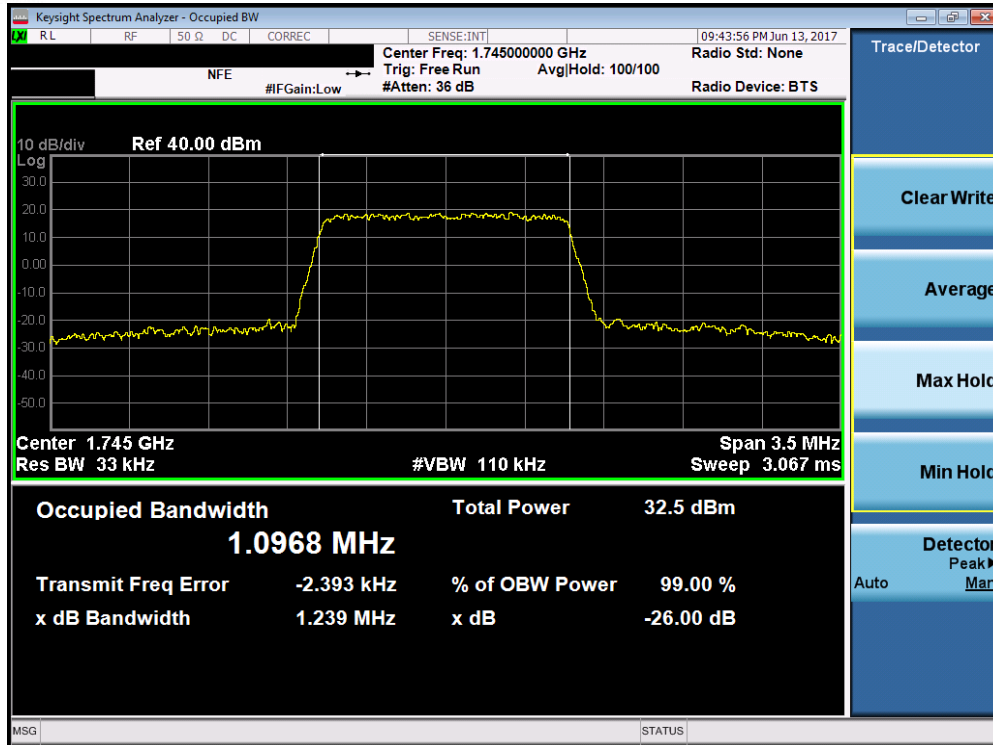 Keysight Spectrum Analyzer - Occupied BW
LXI RL RF 50 Ω DC CORREC SENSE:INT 09:43:56 PM Jun 13, 2017
Center Freq: 1.745000000 GHz Radio Std: None
NFE Trig: Free Run Avg|Hold: 100/100
#IFGain:Low #Atten: 36 dB Radio Device: BTS
Trace/Detector
10 dB/div Ref 40.00 dBm
Log
30.0
20.0
10.0
0.00
-10.0
-20.0
-30.0
-40.0
-50.0
Center 1.745 GHz Span 3.5 MHz
Res BW 33 kHz #VBW 110 kHz Sweep 3.067 ms
Occupied Bandwidth Total Power 32.5 dBm
1.0968 MHz
Transmit Freq Error -2.393 kHz % of OBW Power 99.00 %
x dB Bandwidth 1.239 MHz x dB -26.00 dB
Clear Write
Average
Max Hold
Min Hold
Detector
Peak
Auto Man
MSG STATUS